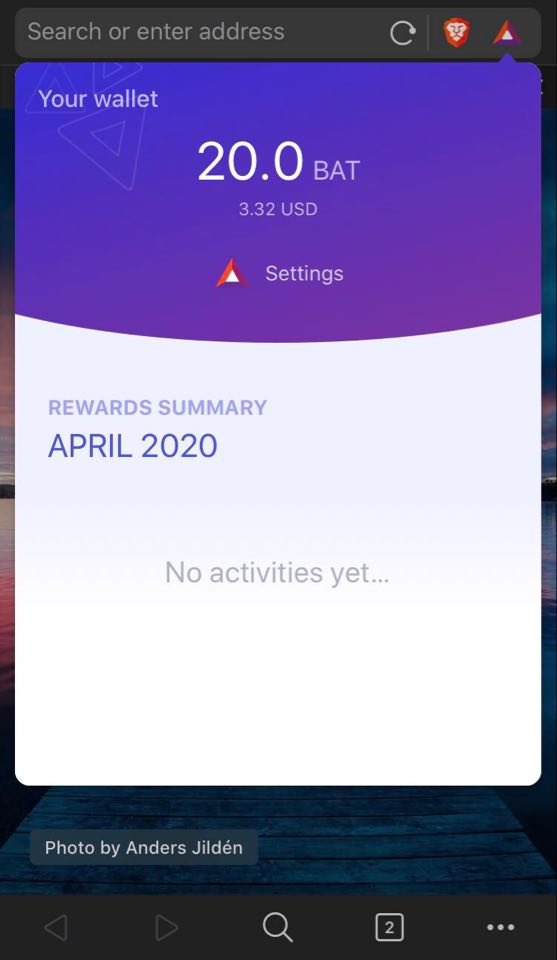 Search or enter address
Your wallet
20.0 BAT
3.32 USD
Settings
REWARDS SUMMARY
APRIL 2020
No activities yet...
Photo by Anders Jildén
2